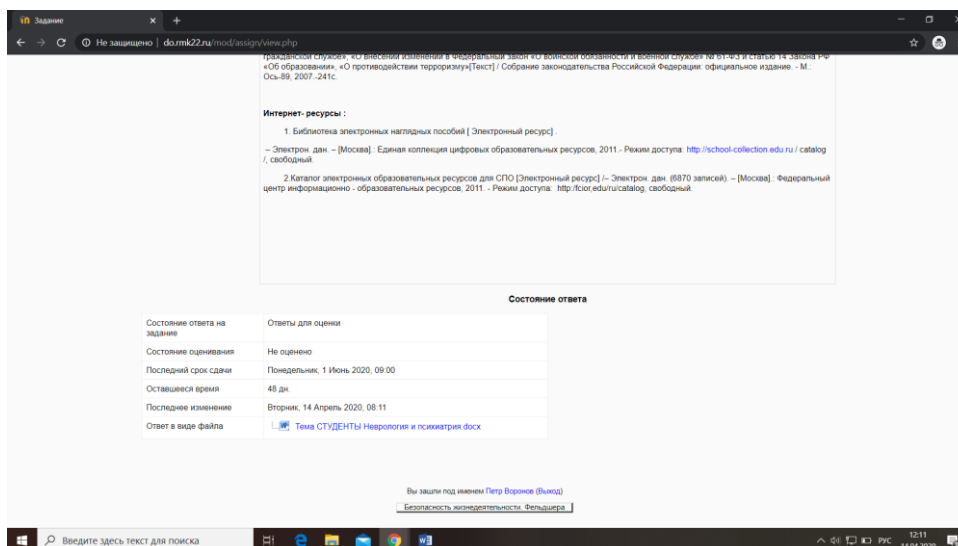 Задание
Не защищено | do.rmk22.ru/mod/assign/view.php
гражданской службе», «О внесении изменений в Федеральный закон «О воинской обязанности и военной службе» № 61-ФЗ и статью 14 Закона РФ
«Об образовании», «О противодействии терроризму»[Текст] / Собрание законодательства Российской Федерации: официальное издание. - М.:
Ось-89, 2007.-241с.
Интернет- ресурсы :
1. Библиотека электронных наглядных пособий [ Электронный ресурс] .
– Электрон. дан. – [Москва].: Единая коллекция цифровых образовательных ресурсов, 2011.- Режим доступа: http://school-collection.edu.ru / catalog
/, свободный.
2.Каталог электронных образовательных ресурсов для СПО [Электронный ресурс] /– Электрон. дан. (6870 записей). – [Москва].: Федеральный
центр информационно - образовательных ресурсов, 2011. - Режим доступа: http:/fcior,edu/ru/catalog, свободный.
Состояние ответа
Состояние ответа на задание Ответы для оценки
Состояние оценивания Не оценено
Последний срок сдачи Понедельник, 1 Июнь 2020, 09:00
Оставшееся время 48 дн.
Последнее изменение Вторник, 14 Апрель 2020, 08:11
Ответ в виде файла Тема СТУДЕНТЫ Неврология и психиатрия.docx
Вы зашли под именем Петр Воронов (Выход)
Безопасность жизнедеятельности. Фельдшера
Введите здесь текст для поиска
РУС
12:11
14.04.2020